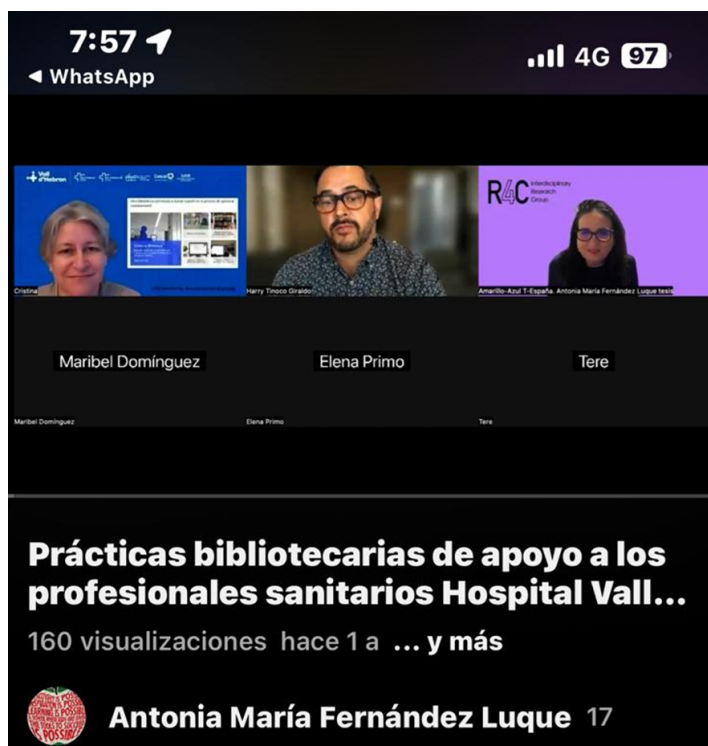 7:57
4G 97
◀ WhatsApp
Vall d'Hebron
R4C Interdisciplinary
Research
Group
Cristina
Harry Tinoco Giraldo
Amarillo-Azul T-España. Antonia María Fernández Luque tesis
Maribel Domínguez
Elena Primo
Tere
Maribel Domínguez
Elena Primo
Tere
Prácticas bibliotecarias de apoyo a los
profesionales sanitarios Hospital Vall...
160 visualizaciones hace 1 a ... y más
Antonia María Fernández Luque 17